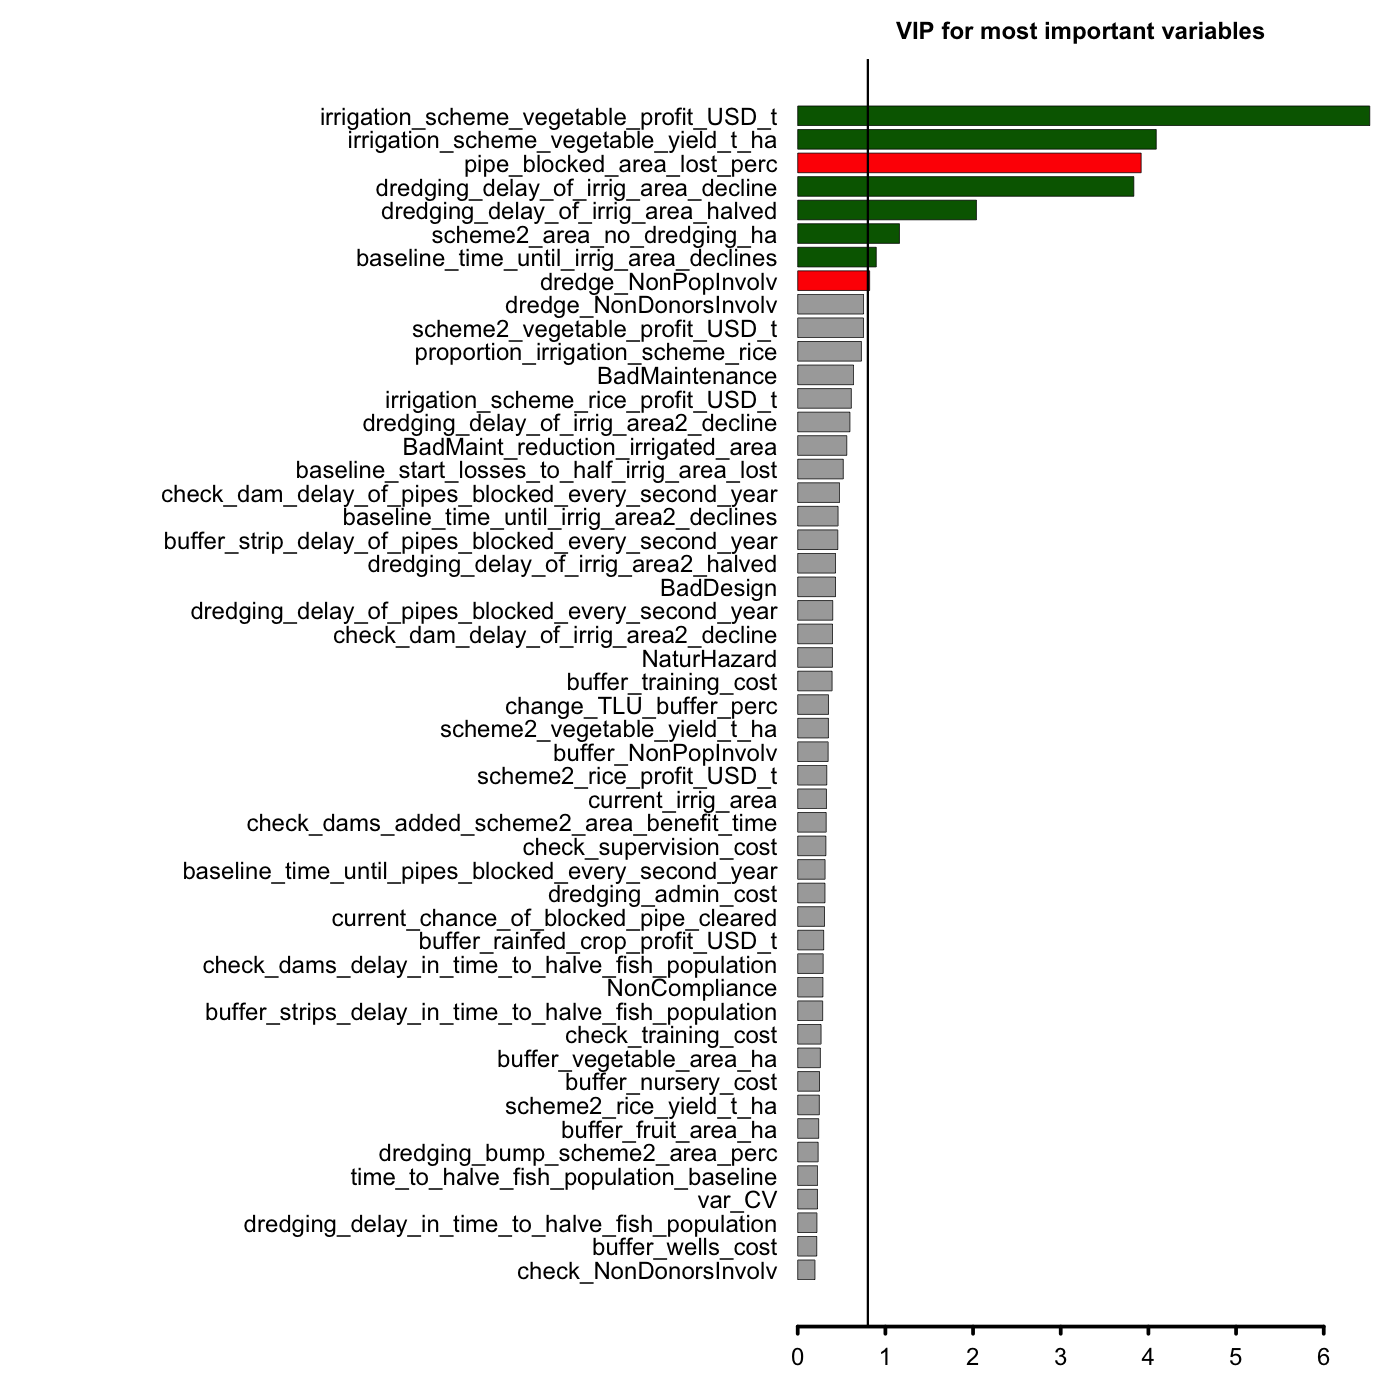 VIP for most important variables
irrigation_scheme_vegetable_profit_USD_t
irrigation_scheme_vegetable_yield_t_ha
pipe_blocked_area_lost_perc
dredging_delay_of_irrig_area_decline
dredging_delay_of_irrig_area_halved
scheme2_area_no_dredging_ha
baseline_time_until_irrig_area_declines
dredge_NonPopInvolv
dredge_NonDonorsInvolv
scheme2_vegetable_profit_USD_t
proportion_irrigation_scheme_rice
BadMaintenance
irrigation_scheme_rice_profit_USD_t
dredging_delay_of_irrig_area2_decline
BadMaint_reduction_irrigated_area
baseline_start_losses_to_half_irrig_area_lost
check_dam_delay_of_pipes_blocked_every_second_year
baseline_time_until_irrig_area2_declines
buffer_strip_delay_of_pipes_blocked_every_second_year
dredging_delay_of_irrig_area2_halved
BadDesign
dredging_delay_of_pipes_blocked_every_second_year
check_dam_delay_of_irrig_area2_decline
NaturHazard
buffer_training_cost
change_TLU_buffer_perc
scheme2_vegetable_yield_t_ha
buffer_NonPopInvolv
scheme2_rice_profit_USD_t
current_irrig_area
check_dams_added_scheme2_area_benefit_time
check_supervision_cost
baseline_time_until_pipes_blocked_every_second_year
dredging_admin_cost
current_chance_of_blocked_pipe_cleared
buffer_rainfed_crop_profit_USD_t
check_dams_delay_in_time_to_halve_fish_population
NonCompliance
buffer_strips_delay_in_time_to_halve_fish_population
check_training_cost
buffer_vegetable_area_ha
buffer_nursery_cost
scheme2_rice_yield_t_ha
buffer_fruit_area_ha
dredging_bump_scheme2_area_perc
time_to_halve_fish_population_baseline
var_CV
dredging_delay_in_time_to_halve_fish_population
buffer_wells_cost
check_NonDonorsInvolv
0 1 2 3 4 5 6